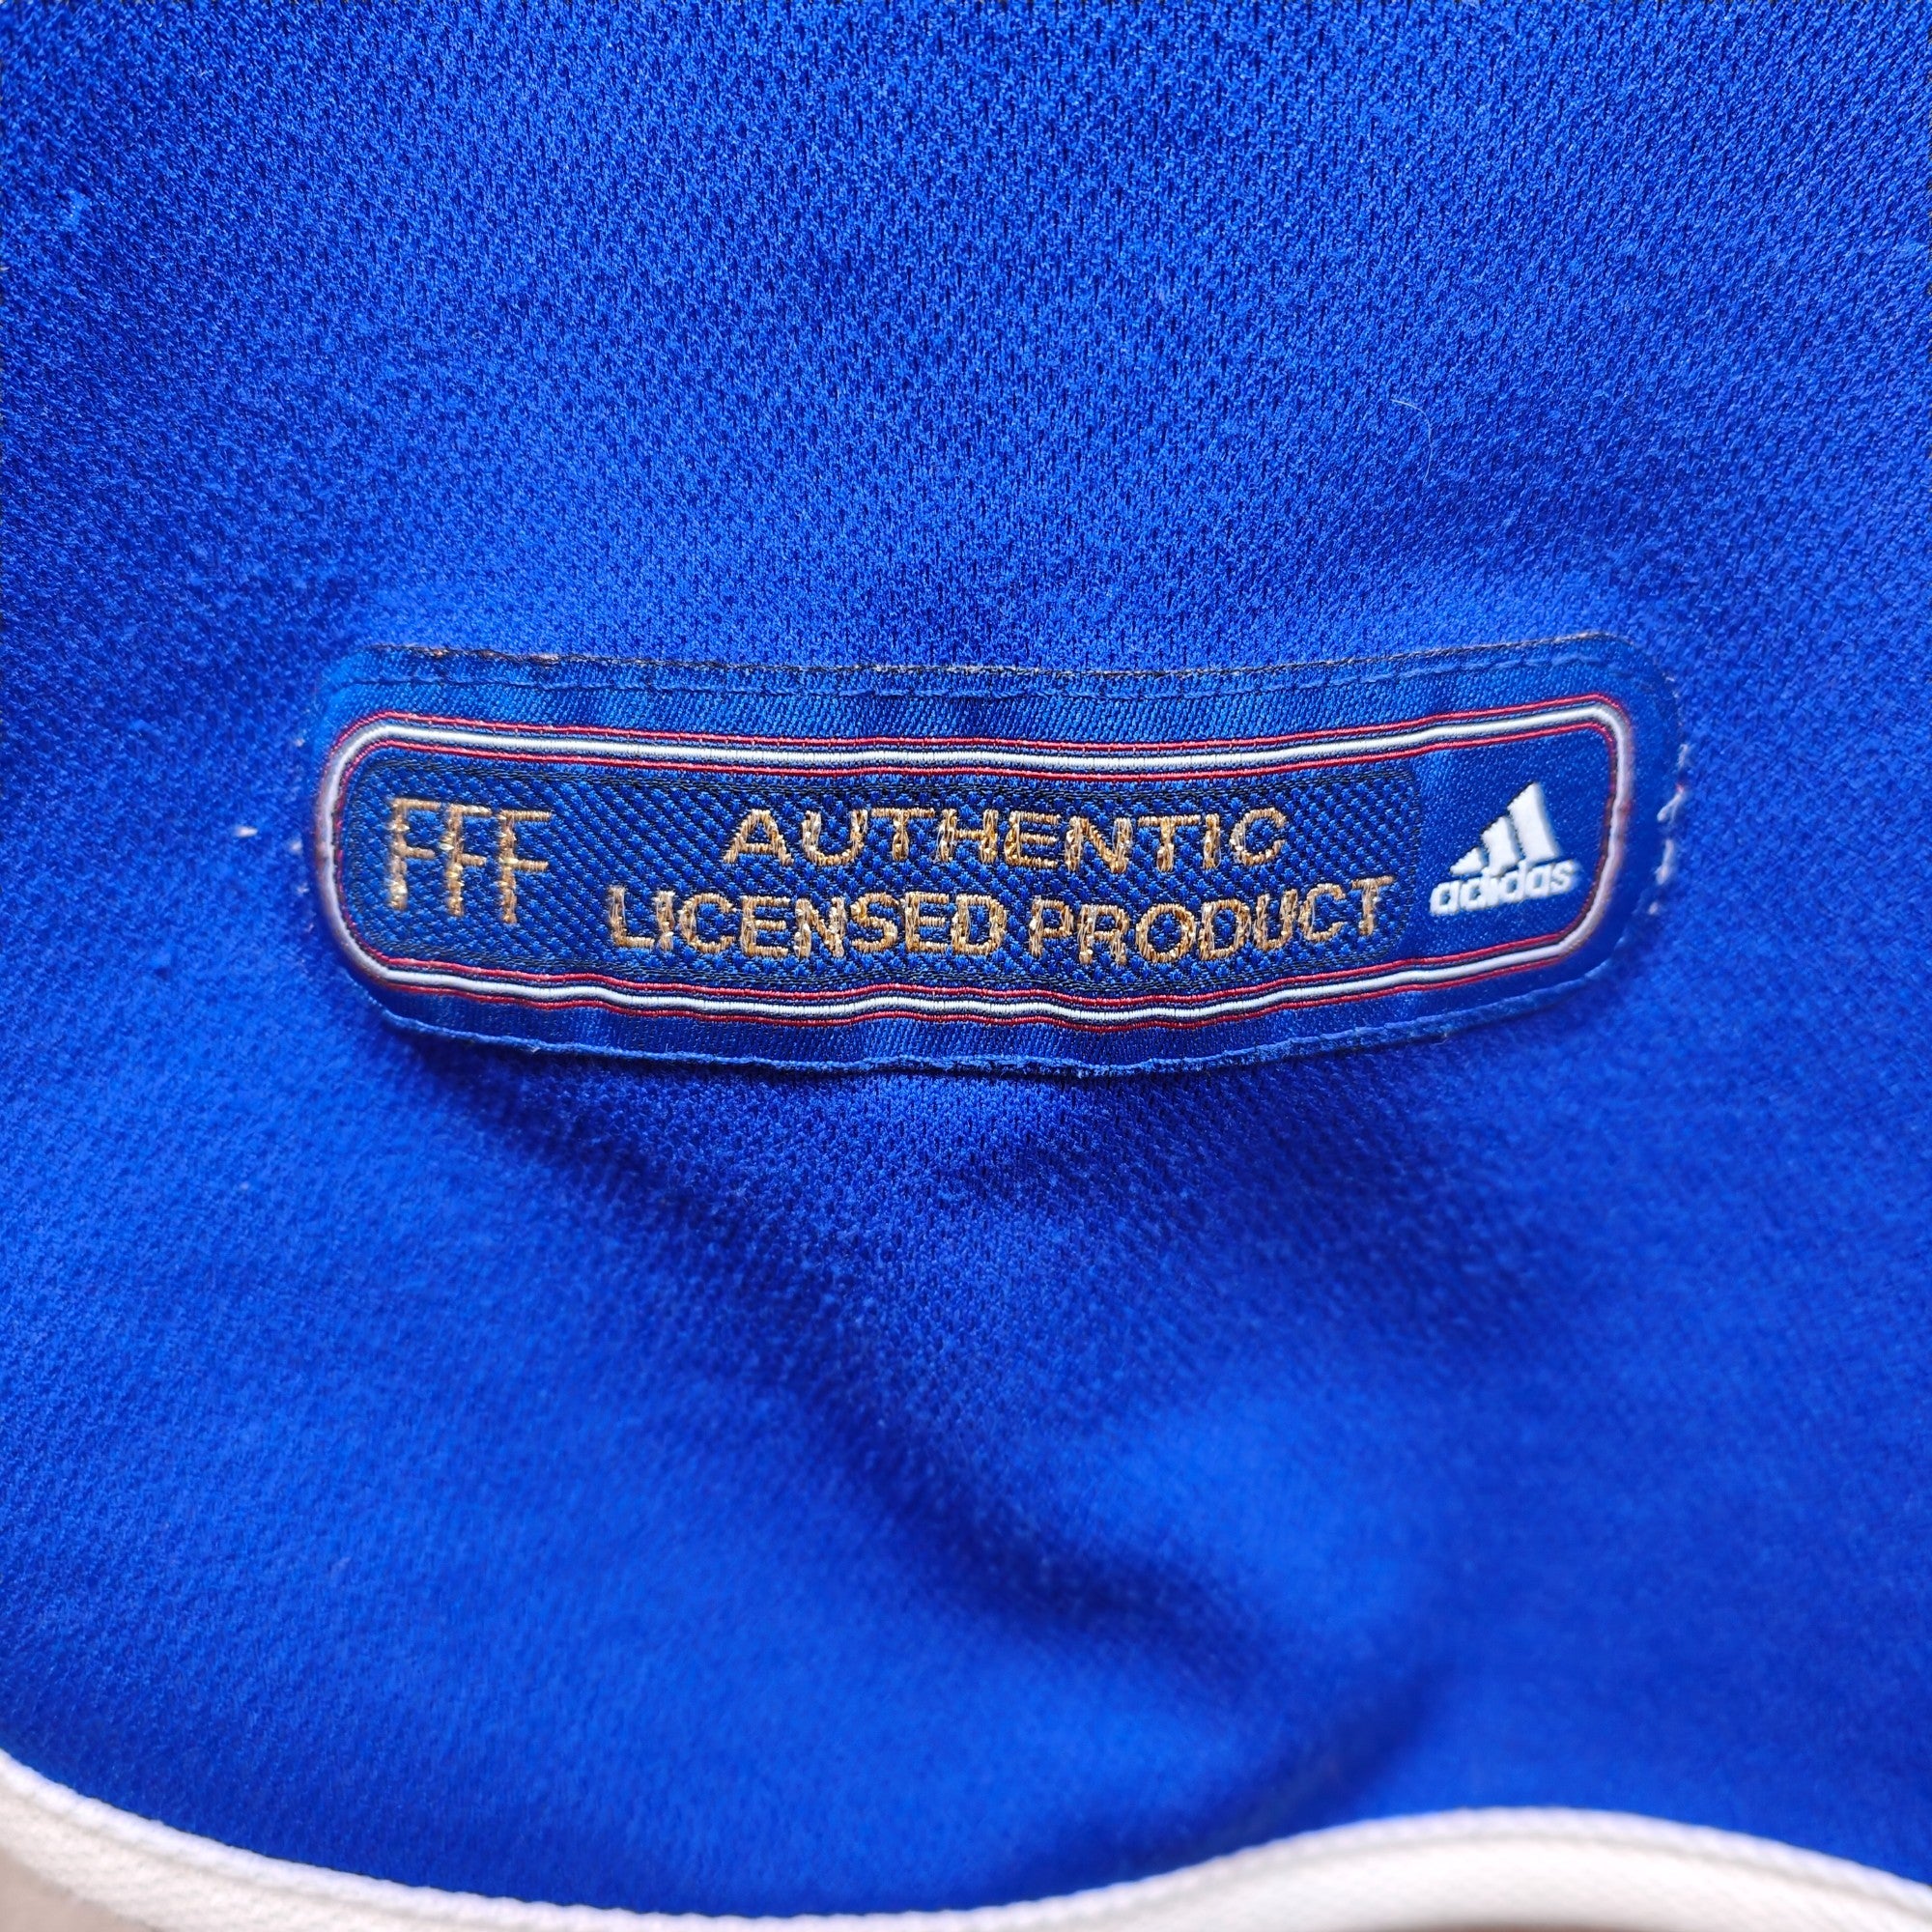 FFF
AUTHENTIC
LICENSED PRODUCT
adidas